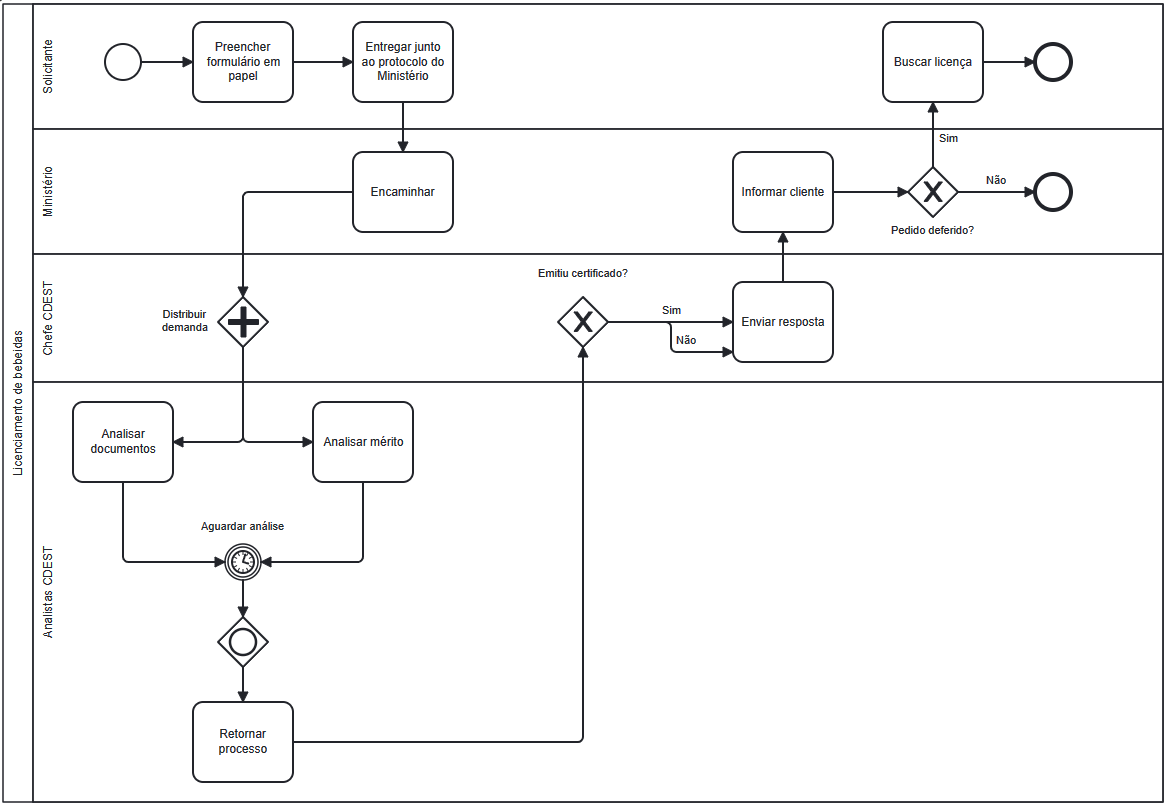 Licenciamento de bebeidas
Solicitante
Preencher
formulário em
papel
Entregar junto
ao protocolo do
Ministério
Buscar licença
Ministério
Encaminhar
Informar cliente
Sim
Não
Pedido deferido?
Chefe CDEST
Distribuir
demanda
Emitiu certificado?
Sim
Não
Enviar resposta
Analistas CDEST
Analisar
documentos
Analisar mérito
Aguardar análise
Retornar
processo